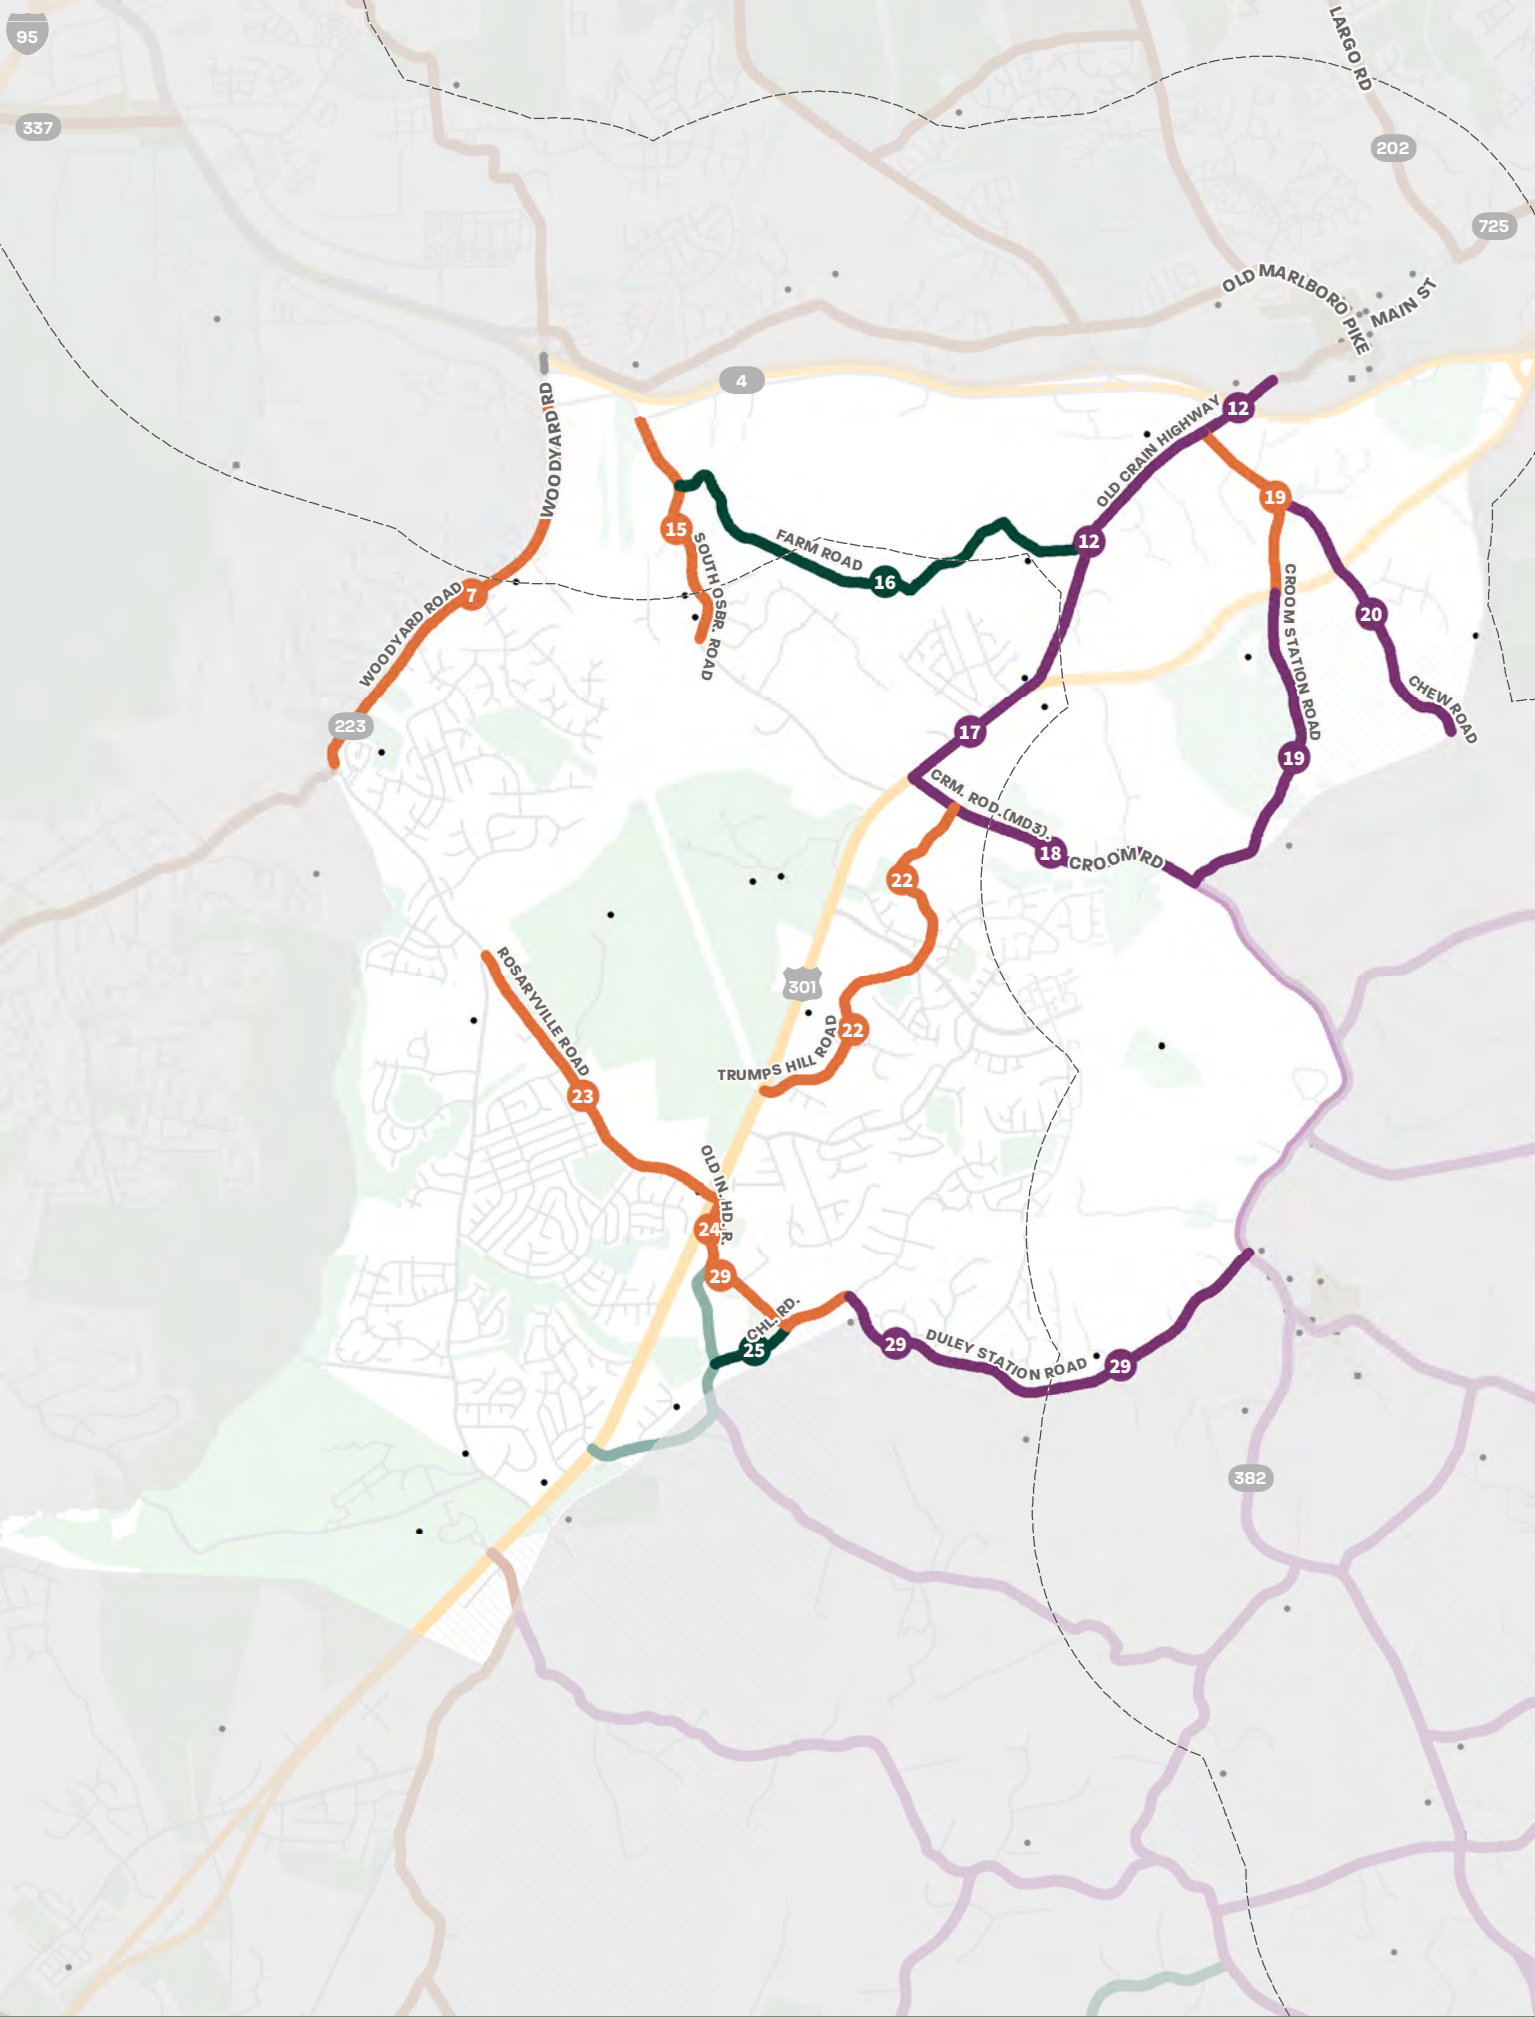 95
LARGO RD
337
202
725
OLD MARLBORO PIKE
MAIN ST
4
WOODYARD RD
OLD CRAIN HIGHWAY
12
19
15
SOUTH OSBR. ROAD
FARM ROAD
16
12
7
WOODYARD ROAD
CROOM STATION ROAD
20
CHEW ROAD
223
17
19
CRM. ROD.(MD3).
18
CROOM RD
22
ROSARYVILLE ROAD
301
22
TRUMPS HILL ROAD
23
OLD IN. HD. R.
24
29
CHL. RD.
25
29
DULEY STATION ROAD
29
382